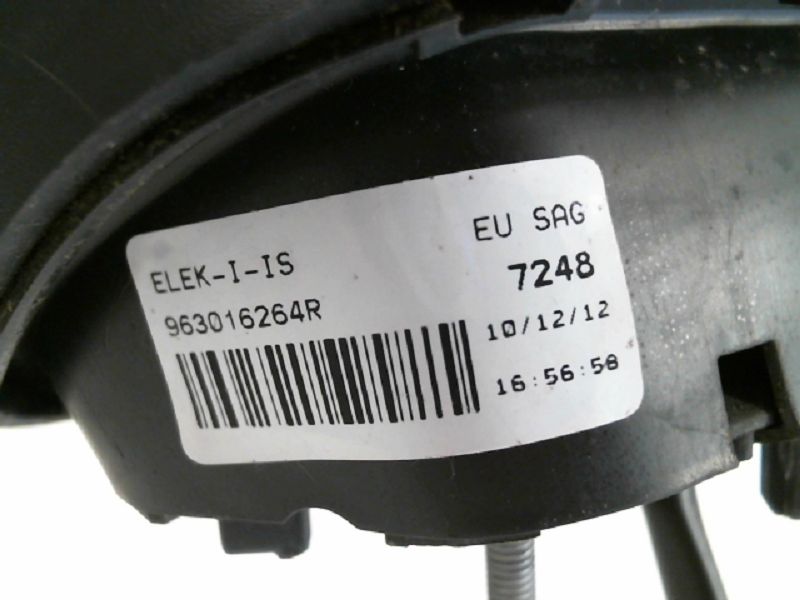 ELEK-I-IS
963016264R
EU SAG
7248
10/12/12
16:56:58